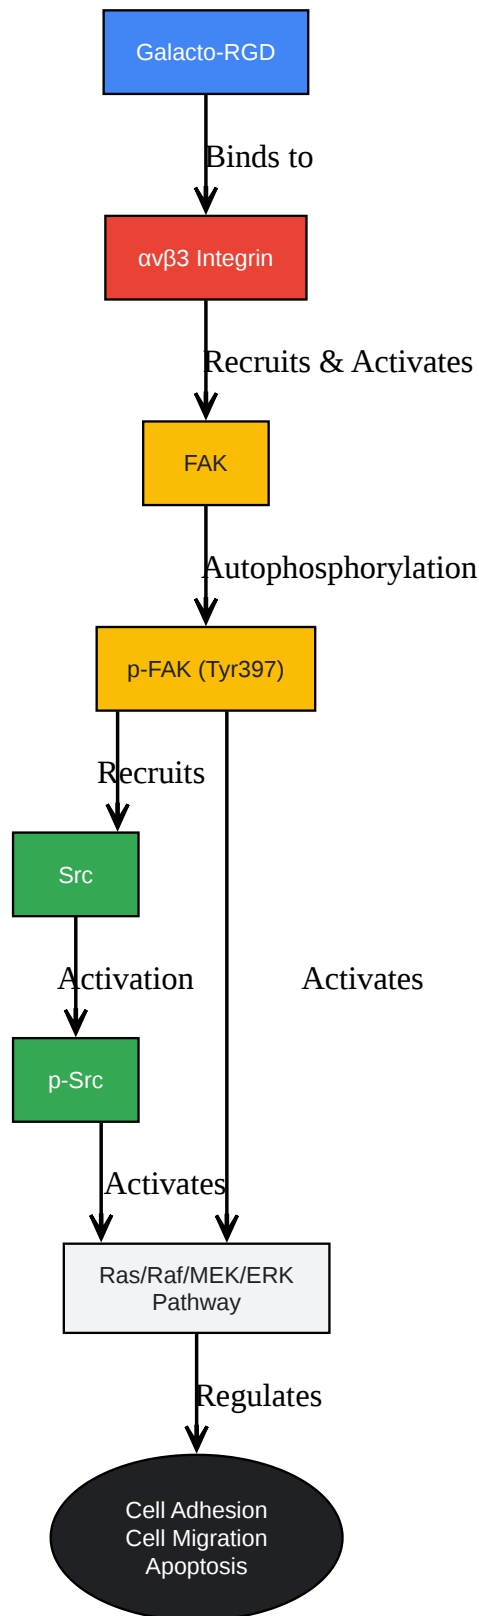 Galacto-RGD
Binds to
αvβ3 Integrin
Recruits & Activates
FAK
Autophosphorylation
p-FAK (Tyr397)
Recruits
Src
Activation
Activates
p-Src
Activates
Ras/Raf/MEK/ERK
Pathway
Regulates
Cell Adhesion
Cell Migration
Apoptosis